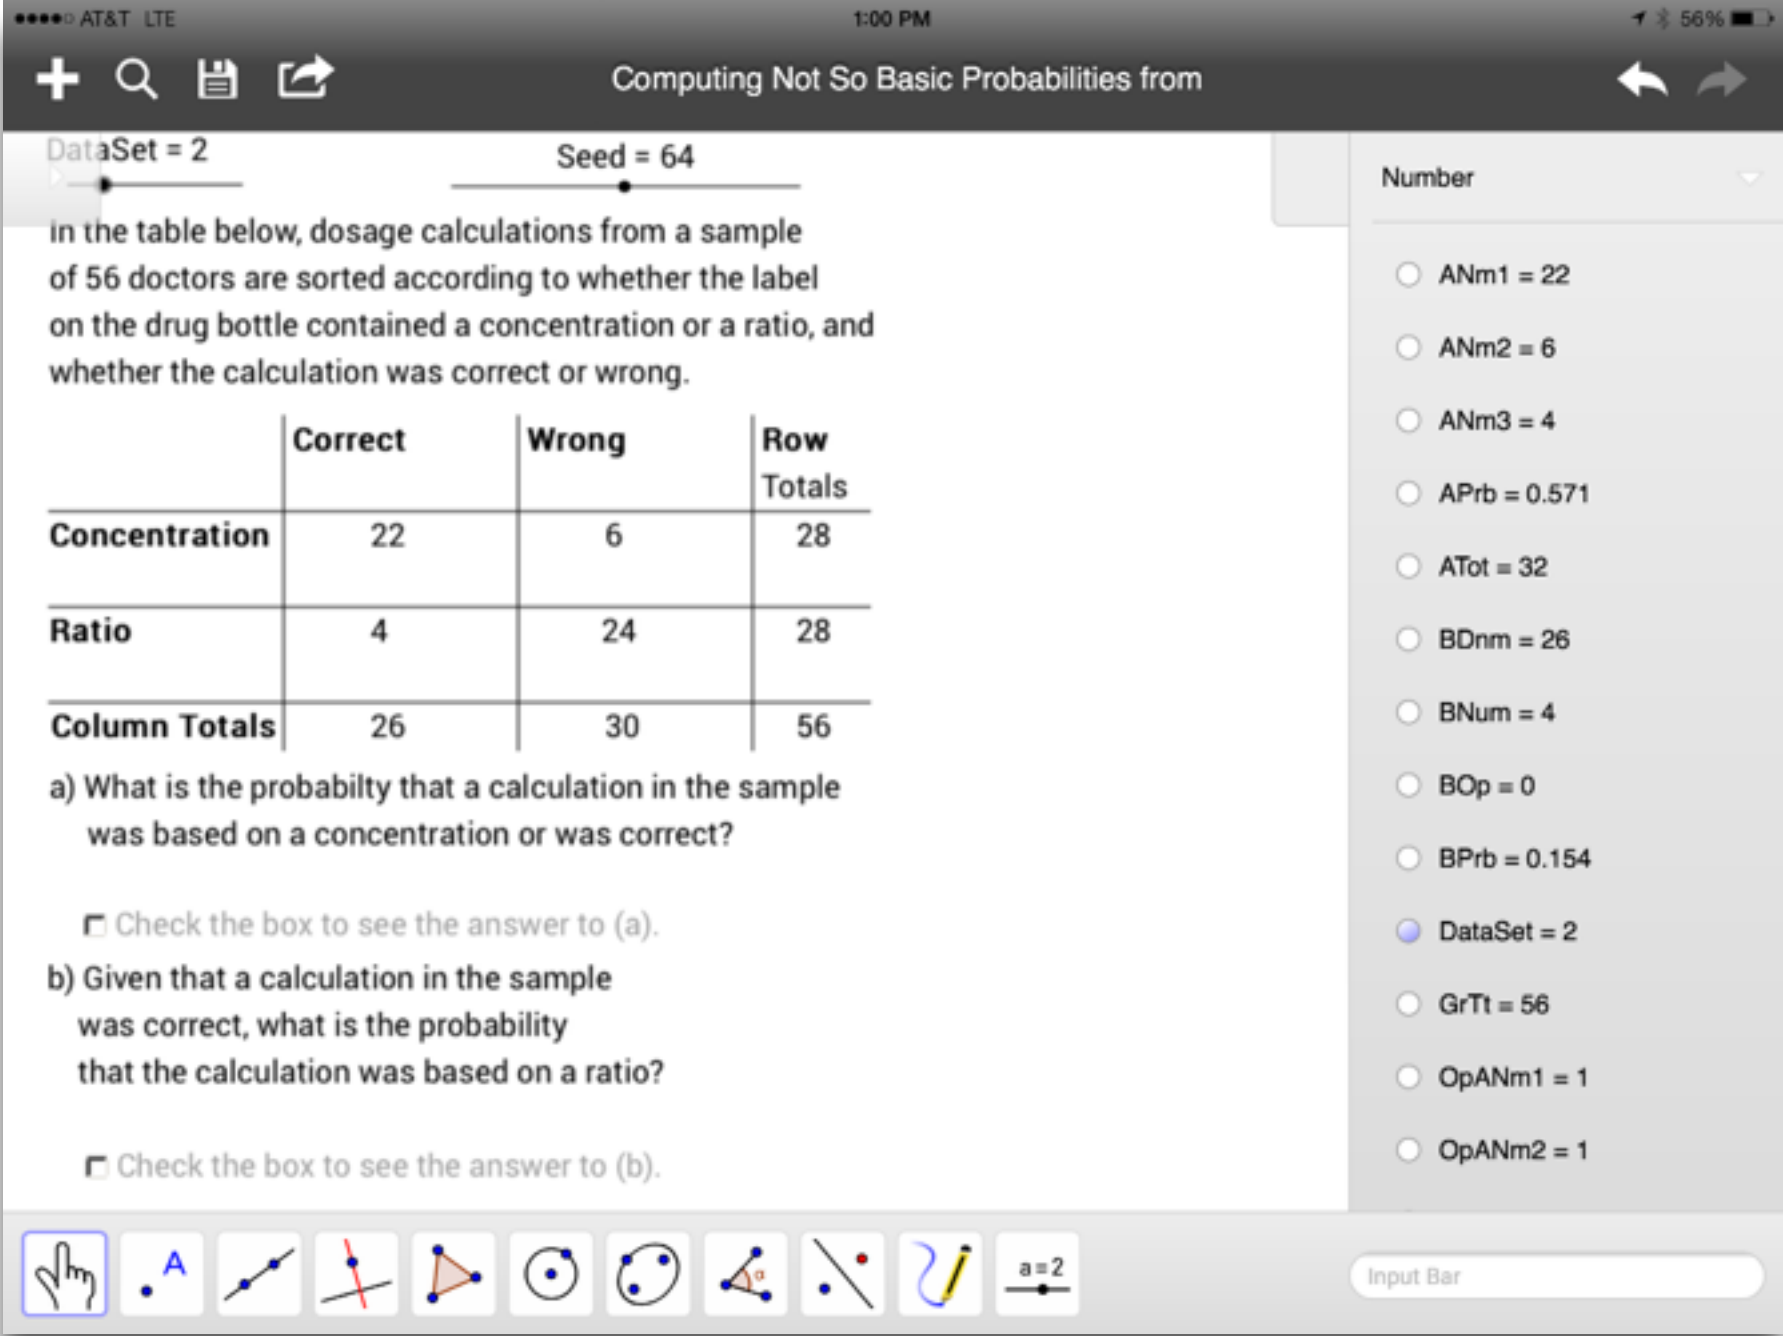 AT&T LTE 1:00 PM 56%
Computing Not So Basic Probabilities from
DataSet = 2 Seed = 64
in the table below, dosage calculations from a sample
of 56 doctors are sorted according to whether the label
on the drug bottle contained a concentration or a ratio, and
whether the calculation was correct or wrong.
Correct Wrong Row
Totals
Concentration 22 6 28
Ratio 4 24 28
Column Totals 26 30 56
a) What is the probabilty that a calculation in the sample
was based on a concentration or was correct?
Check the box to see the answer to (a).
b) Given that a calculation in the sample
was correct, what is the probability
that the calculation was based on a ratio?
Check the box to see the answer to (b).
Number
ANm1 = 22
ANm2 = 6
ANm3 = 4
APrb = 0.571
ATot = 32
BDnm = 26
BNum = 4
BOp = 0
BPrb = 0.154
DataSet = 2
GrTt = 56
OpANm1 = 1
OpANm2 = 1
A α a = 2
Input Bar